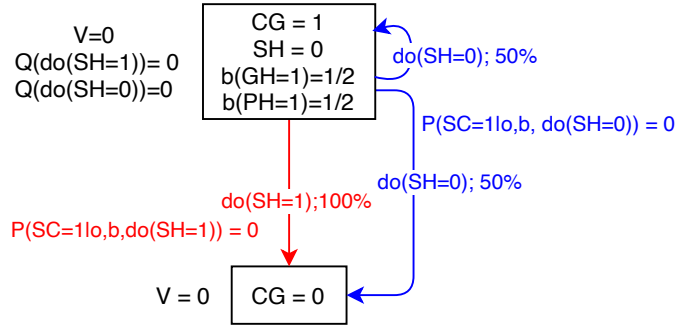 V=0
Q(do(SH=1))= 0
Q(do(SH=0))=0
CG = 1
SH = 0
b(GH=1)=1/2
b(PH=1)=1/2
do(SH=0); 50%
P(SC=1lo,b, do(SH=0)) = 0
do(SH=0); 50%
do(SH=1);100%
P(SC=1lo,b,do(SH=1)) = 0
V = 0
CG = 0